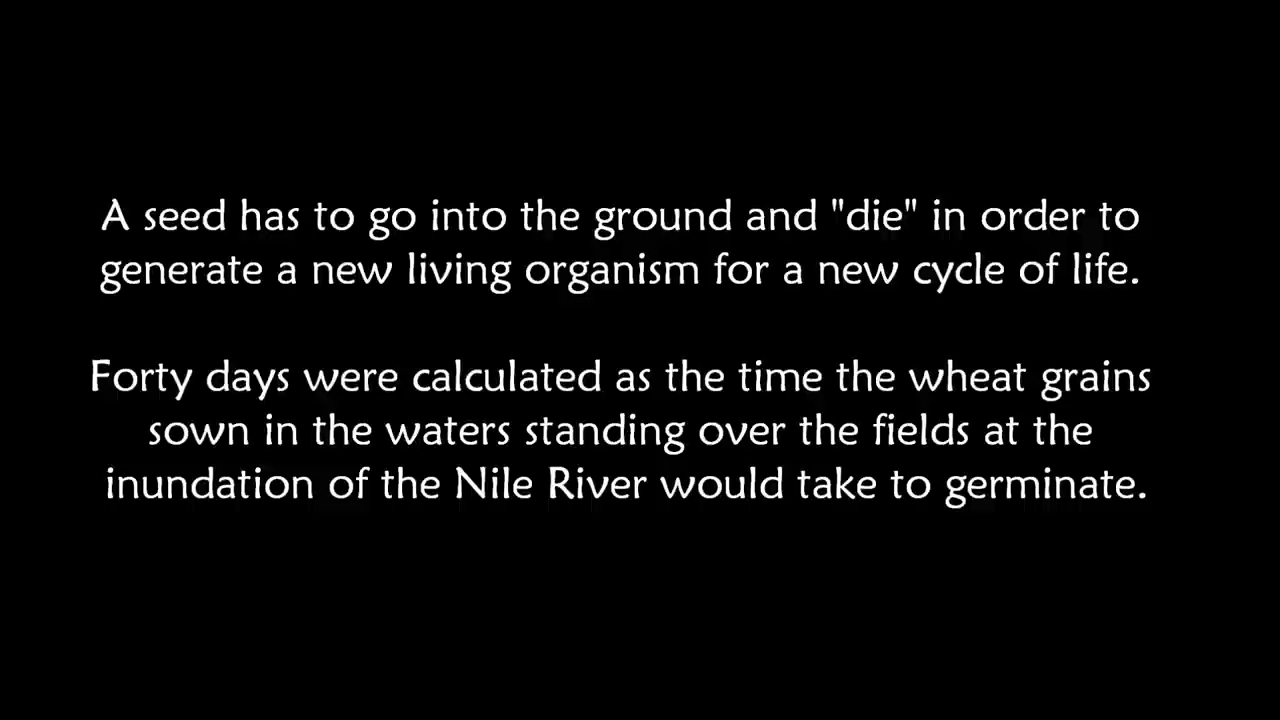 A seed has to go into the ground and "die" in order to
generate a new living organism for a new cycle of life.
Forty days were calculated as the time the wheat grains
sown in the waters standing over the fields at the
inundation of the Nile River would take to germinate.